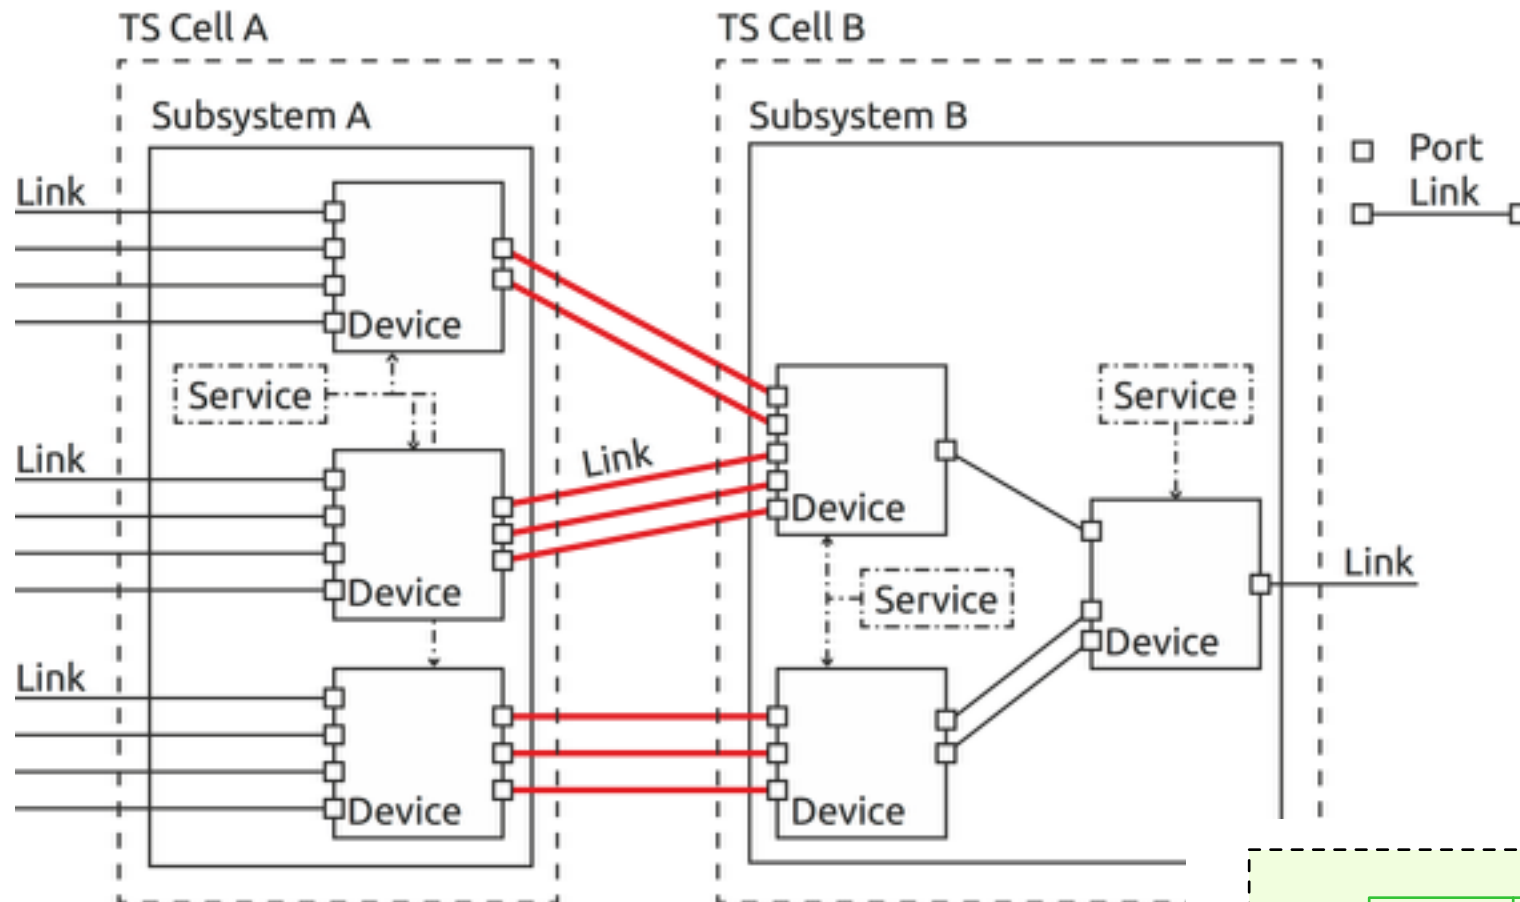 TS Cell A
TS Cell B
Subsystem A
Subsystem B
Port
Link
Link
Device
Service
Service
Link
Link
Device
Device
Service
Link
Device
Link
Device
Device